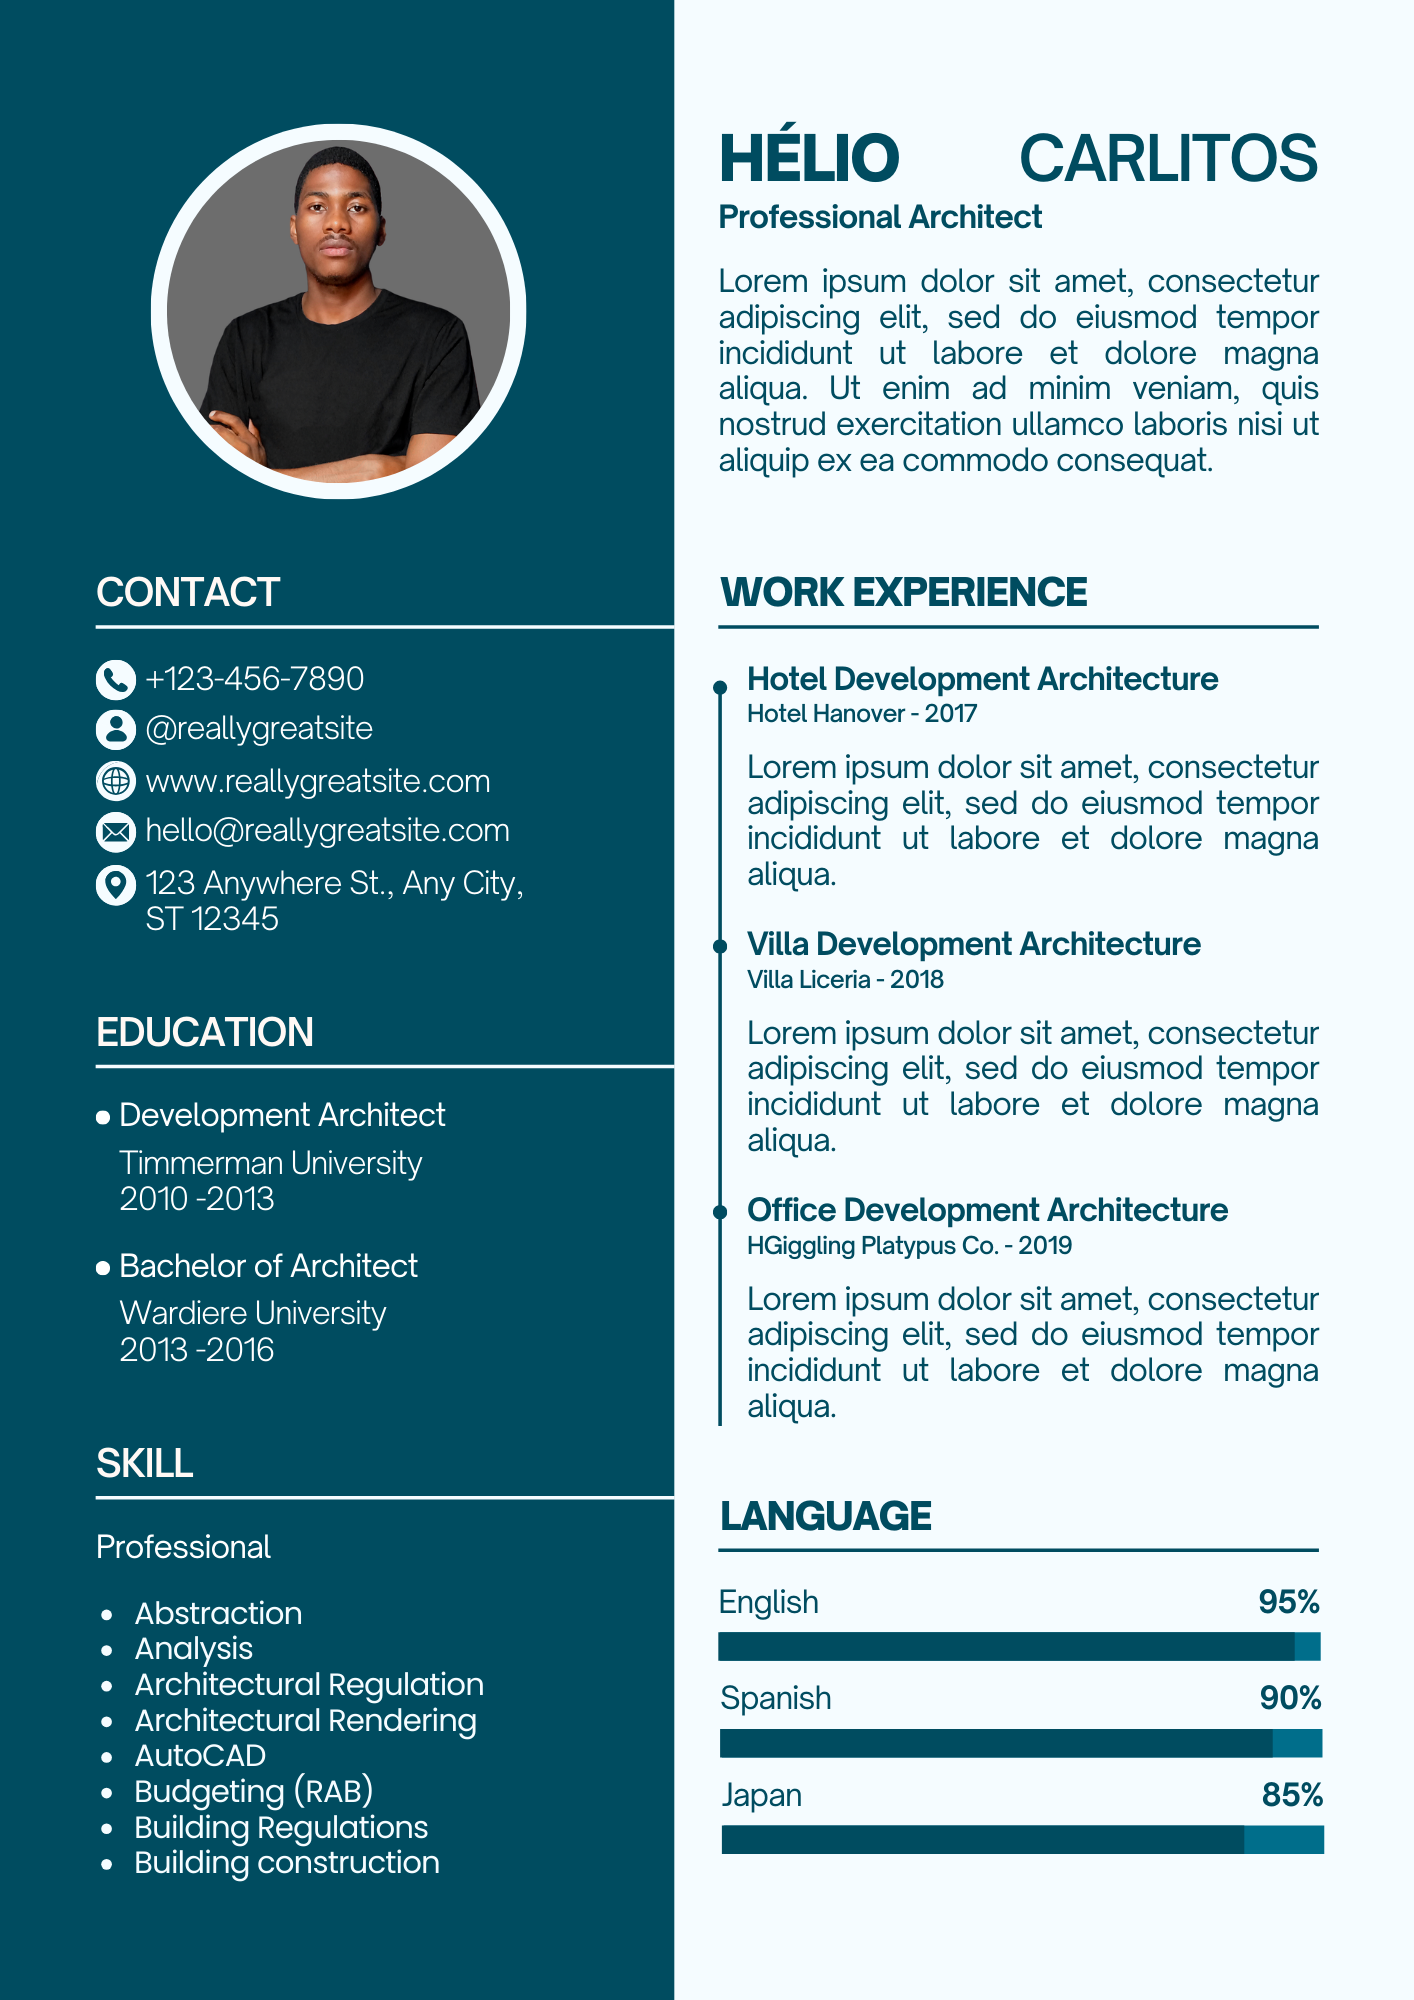 HÉLIO CARLITOS
Professional Architect
Lorem ipsum dolor sit amet, consectetur
adipiscing elit, sed do eiusmod tempor
incididunt ut labore et dolore magna
aliqua. Ut enim ad minim veniam, quis
nostrud exercitation ullamco laboris nisi ut
aliquip ex ea commodo consequat.
CONTACT
+123-456-7890
@reallygreatsite
www.reallygreatsite.com
hello@reallygreatsite.com
123 Anywhere St., Any City,
ST 12345
EDUCATION
Development Architect
Timmerman University
2010 -2013
Bachelor of Architect
Wardiere University
2013 -2016
SKILL
Professional
• Abstraction
• Analysis
• Architectural Regulation
• Architectural Rendering
• AutoCAD
• Budgeting (RAB)
• Building Regulations
• Building construction
WORK EXPERIENCE
Hotel Development Architecture
Hotel Hanover - 2017
Lorem ipsum dolor sit amet, consectetur
adipiscing elit, sed do eiusmod tempor
incididunt ut labore et dolore magna
aliqua.
Villa Development Architecture
Villa Liceria - 2018
Lorem ipsum dolor sit amet, consectetur
adipiscing elit, sed do eiusmod tempor
incididunt ut labore et dolore magna
aliqua.
Office Development Architecture
HGiggling Platypus Co. - 2019
Lorem ipsum dolor sit amet, consectetur
adipiscing elit, sed do eiusmod tempor
incididunt ut labore et dolore magna
aliqua.
LANGUAGE
English 95%
Spanish 90%
Japan 85%